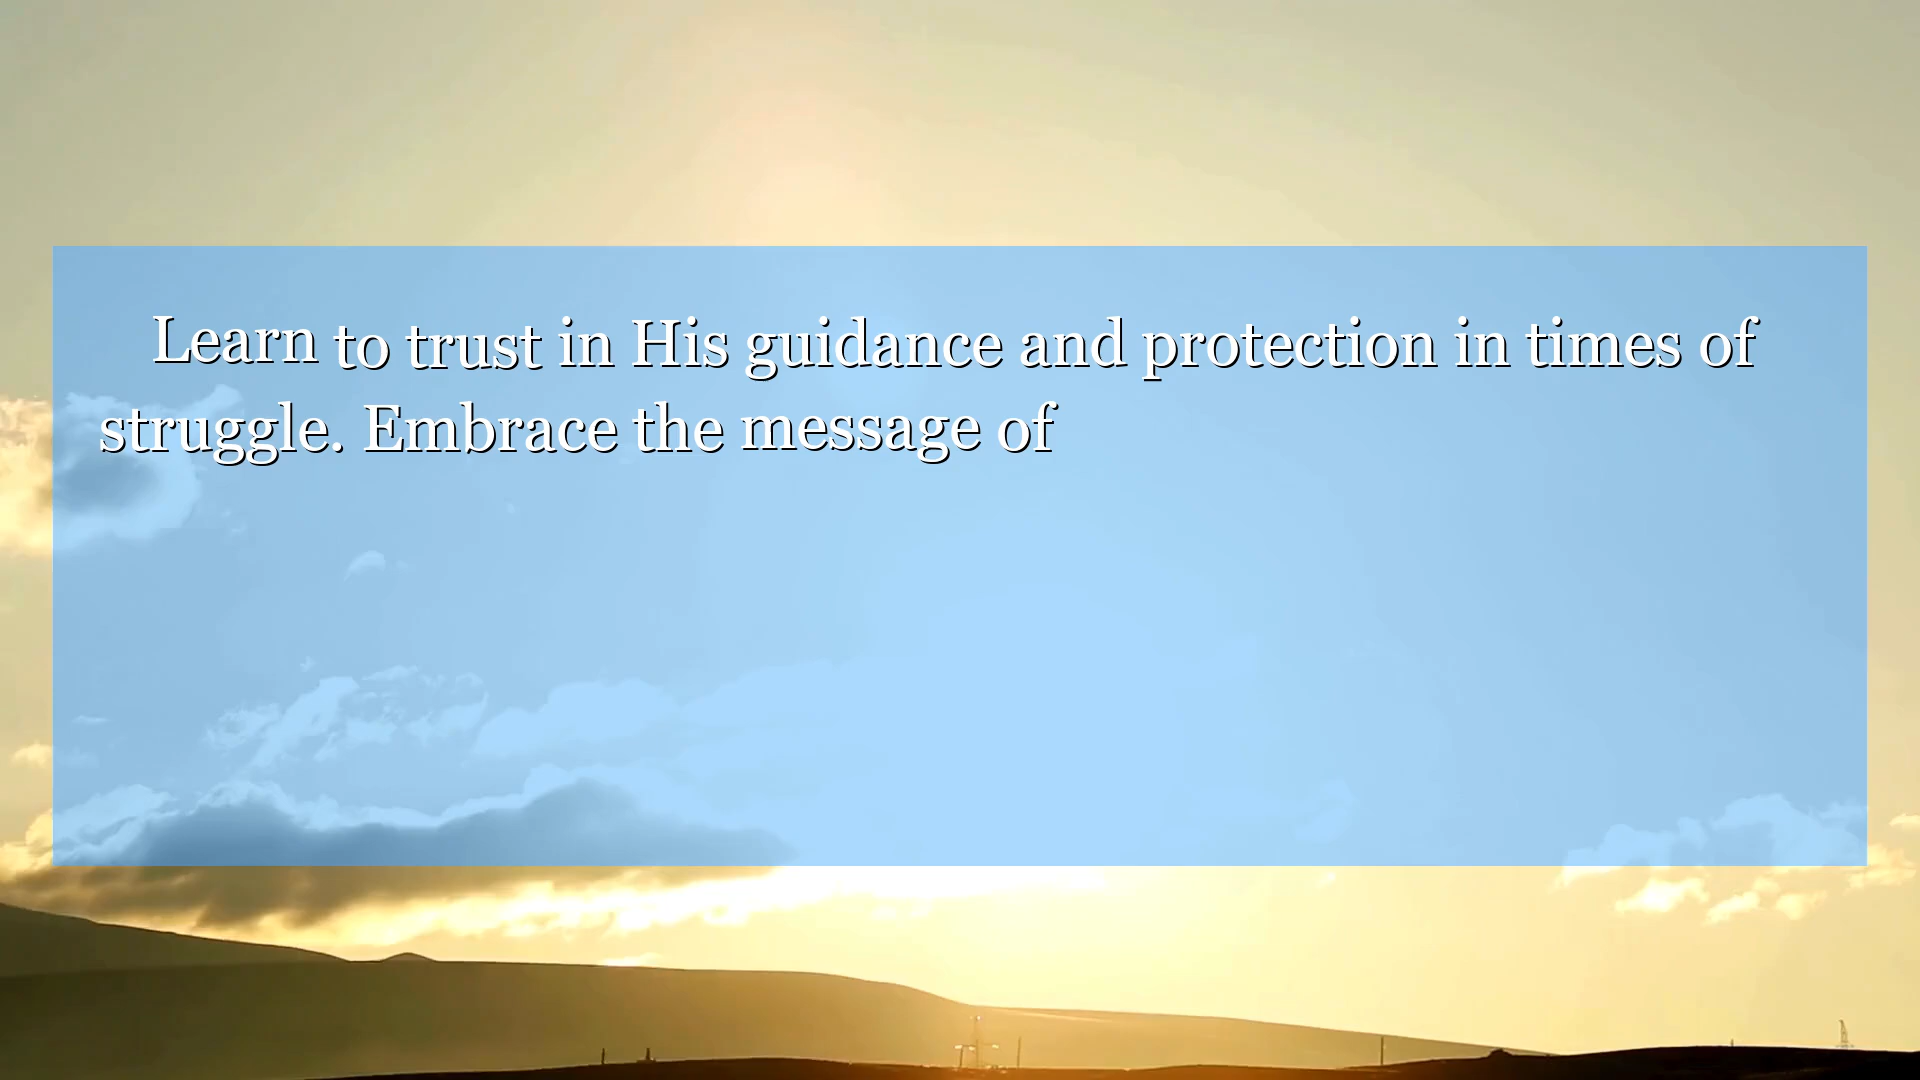 Learn to trust in His guidance and protection in times of
struggle. Embrace the message of